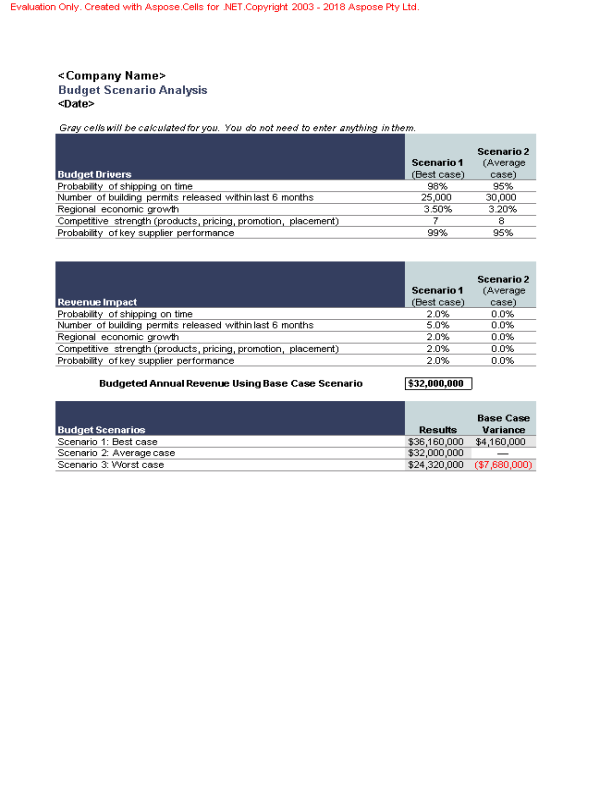 Evaluation Only. Created with Aspose.Cells for .NET.Copyright 2003 - 2018 Aspose Pty Ltd.
<Company Name>
Budget Scenario Analysis
<Date>
Gray cells will be calculated for you. You do not need to enter anything in them.
Budget Drivers Scenario 1 (Best case) Scenario 2 (Average case)
Probability of shipping on time 98% 95%
Number of building permits released within last 6 months 25,000 30,000
Regional economic growth 3.50% 3.20%
Competitive strength (products, pricing, promotion, placement) 7 8
Probability of key supplier performance 99% 95%
Revenue Impact Scenario 1 (Best case) Scenario 2 (Average case)
Probability of shipping on time 2.0% 0.0%
Number of building permits released within last 6 months 5.0% 0.0%
Regional economic growth 2.0% 0.0%
Competitive strength (products, pricing, promotion, placement) 2.0% 0.0%
Probability of key supplier performance 2.0% 0.0%
Budgeted Annual Revenue Using Base Case Scenario $32,000,000
Budget Scenarios Results Base Case Variance
Scenario 1: Best case $36,160,000 $4,160,000
Scenario 2: Average case $32,000,000 —
Scenario 3: Worst case $24,320,000 ($7,680,000)